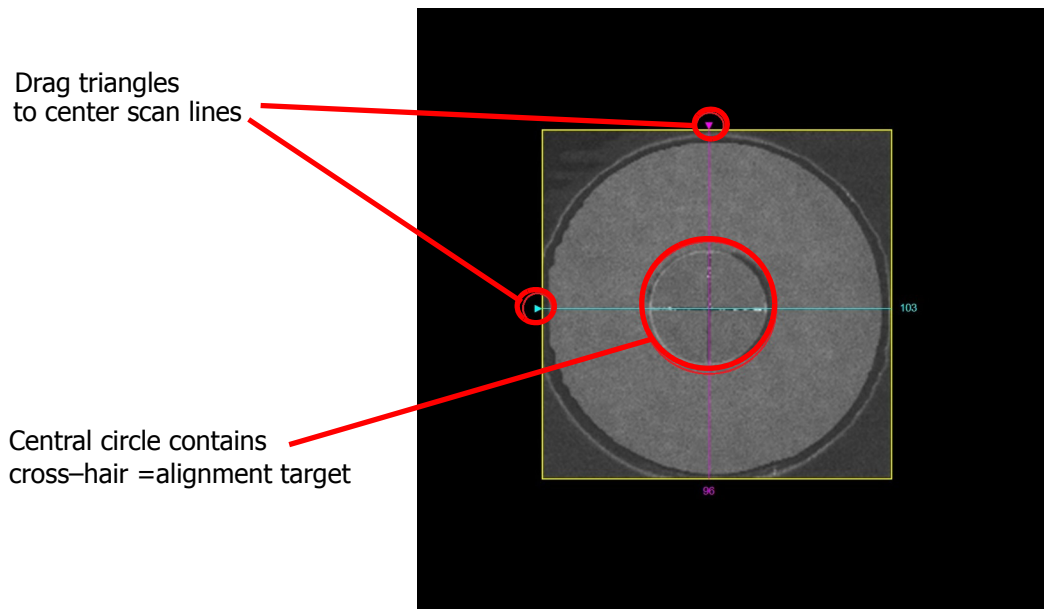 Drag triangles
to center scan lines
103
Central circle contains
cross–hair =alignment target
96